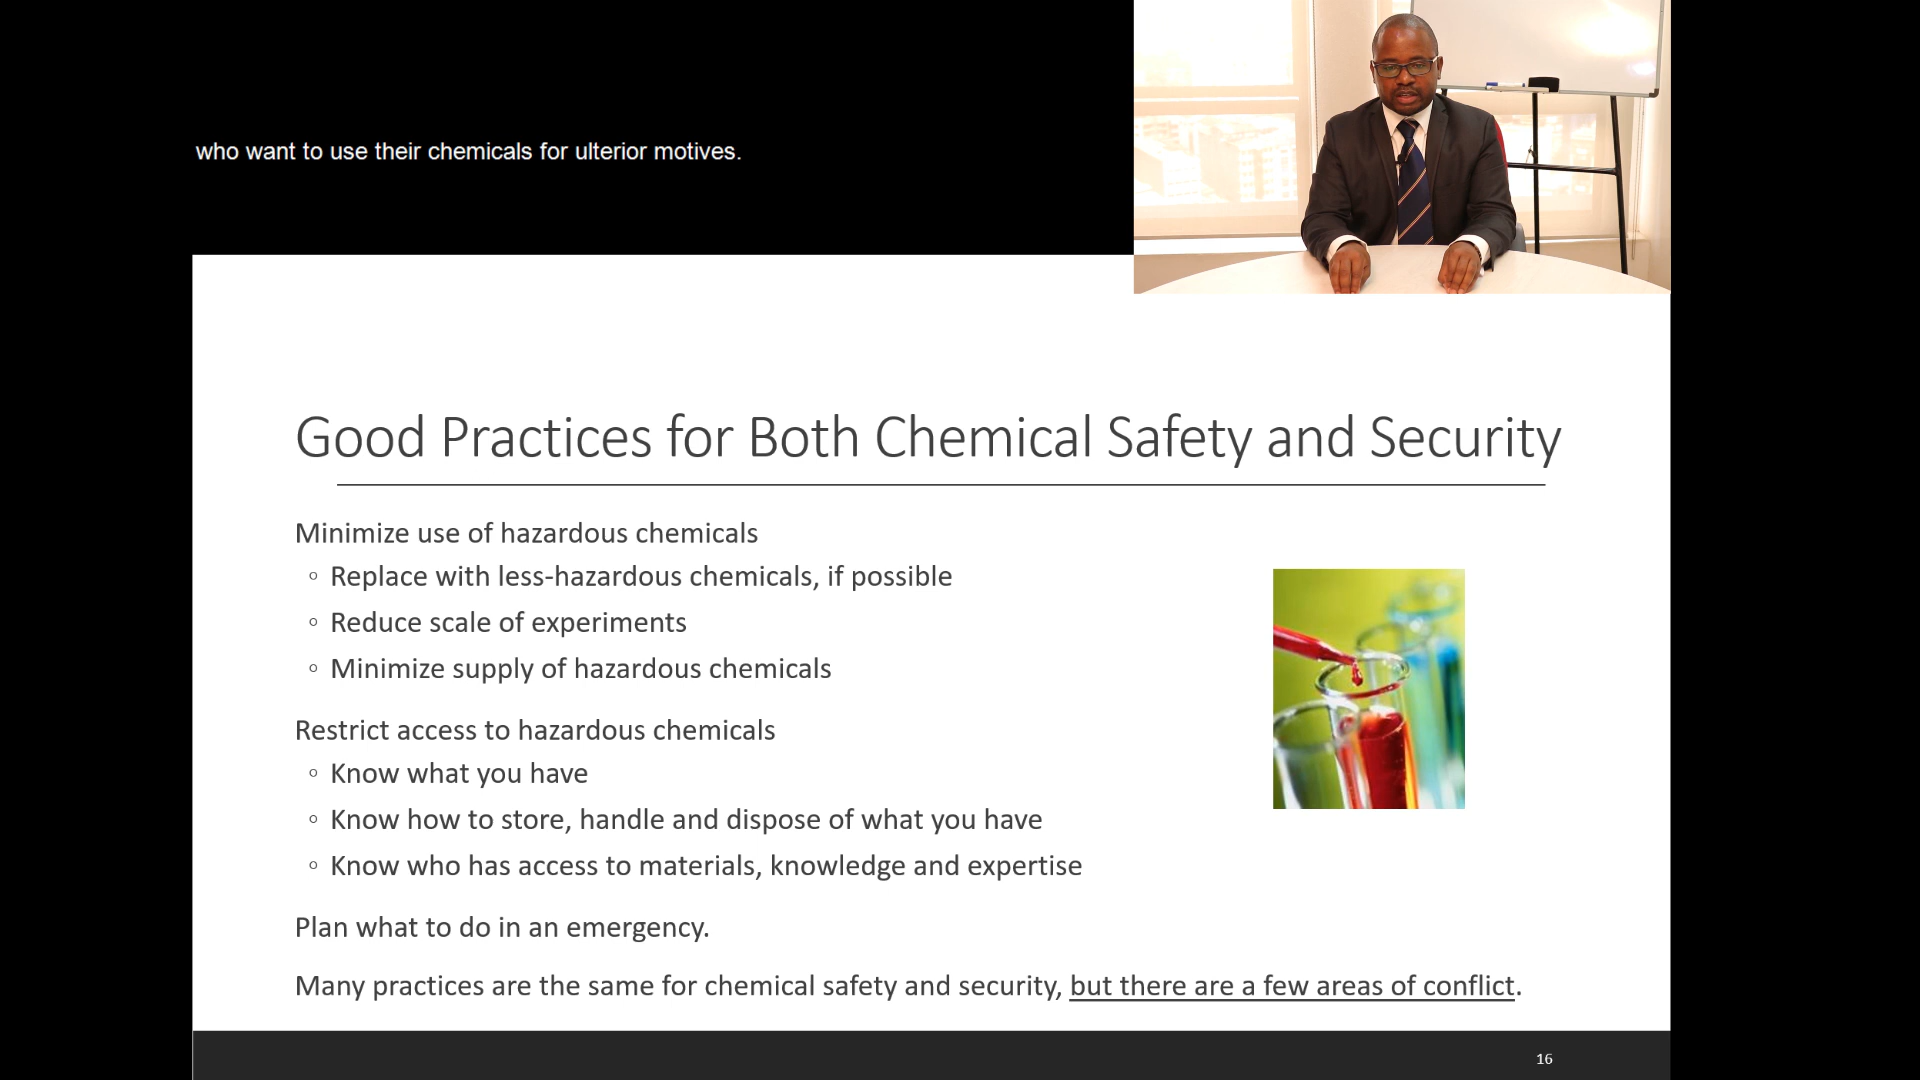 who want to use their chemicals for ulterior motives.
Good Practices for Both Chemical Safety and Security
Minimize use of hazardous chemicals
◦ Replace with less-hazardous chemicals, if possible
◦ Reduce scale of experiments
◦ Minimize supply of hazardous chemicals
Restrict access to hazardous chemicals
◦ Know what you have
◦ Know how to store, handle and dispose of what you have
◦ Know who has access to materials, knowledge and expertise
Plan what to do in an emergency.
Many practices are the same for chemical safety and security, but there are a few areas of conflict.
16